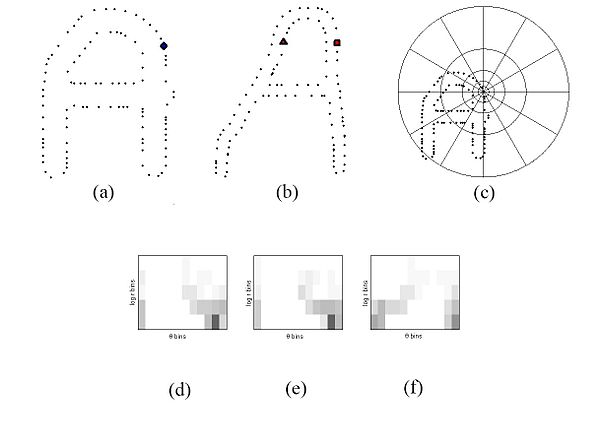 (a)
(b)
(c)
log r bins
θ bins
log r bins
θ bins
log r bins
θ bins
(d)
(e)
(f)